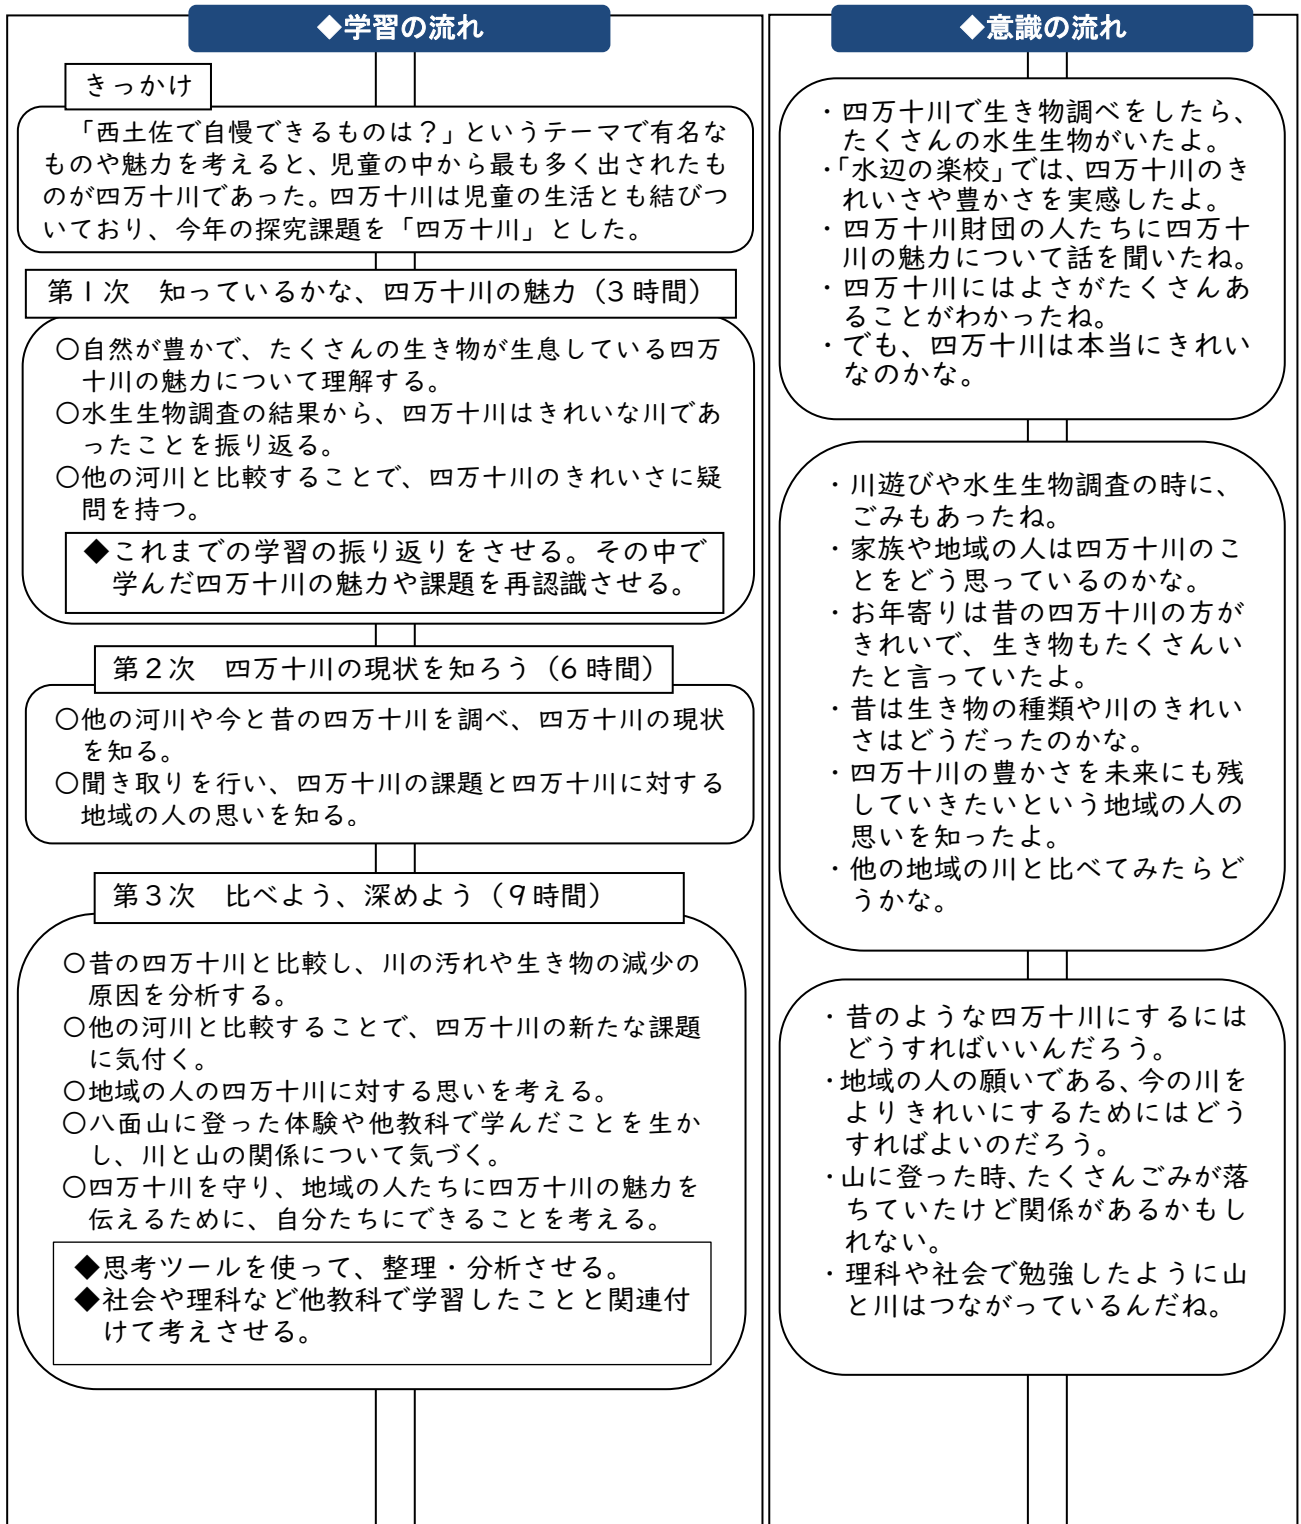 ◆学習の流れ
きっかけ
「西土佐で自慢できるものは？」というテーマで有名な
ものや魅力を考えると、児童の中から最も多く出されたも
のが四万十川であった。四万十川は児童の生活とも結びつ
いており、今年の探究課題を「四万十川」とした。
第１次　知っているかな、四万十川の魅力（3時間）
〇自然が豊かで、たくさんの生き物が生息している四万
十川の魅力について理解する。
〇水生生物調査の結果から、四万十川はきれいな川であ
ったことを振り返る。
〇他の河川と比較することで、四万十川のきれいさに疑
問を持つ。
◆これまでの学習の振り返りをさせる。その中で
学んだ四万十川の魅力や課題を再認識させる。
第２次　四万十川の現状を知ろう（6時間）
〇他の河川や今と昔の四万十川を調べ、四万十川の現状
を知る。
〇聞き取りを行い、四万十川の課題と四万十川に対する
地域の人の思いを知る。
第３次　比べよう、深めよう（9時間）
〇昔の四万十川と比較し、川の汚れや生き物の減少の
原因を分析する。
〇他の河川と比較することで、四万十川の新たな課題
に気付く。
〇地域の人の四万十川に対する思いを考える。
〇八面山に登った体験や他教科で学んだことを生か
し、川と山の関係について気づく。
〇四万十川を守り、地域の人たちに四万十川の魅力を
伝えるために、自分たちにできることを考える。
◆思考ツールを使って、整理・分析させる。
◆社会や理科など他教科で学習したことと関連付
けて考えさせる。
◆意識の流れ
・四万十川で生き物調べをしたら、
たくさんの水生生物がいたよ。
・「水辺の楽校」では、四万十川のき
れいさや豊かさを実感したよ。
・四万十川財団の人たちに四万十
川の魅力について話を聞いたね。
・四万十川にはよさがたくさんあ
ることがわかったね。
・でも、四万十川は本当にきれい
なのかな。
・川遊びや水生生物調査の時に、
ごみもあったね。
・家族や地域の人は四万十川のこ
とをどう思っているのかな。
・お年寄りは昔の四万十川の方が
きれいで、生き物もたくさんい
たと言っていたよ。
・昔は生き物の種類や川のきれい
さはどうだったのかな。
・四万十川の豊かさを未来にも残
していきたいという地域の人の
思いを知ったよ。
・他の地域の川と比べてみたらど
うかな。
・昔のような四万十川にするには
どうすればいいんだろう。
・地域の人の願いである、今の川を
よりきれいにするためにはどう
すればよいのだろう。
・山に登った時、たくさんごみが落
ちていたけど関係があるかもし
れない。
・理科や社会で勉強したように山
と川はつながっているんだね。